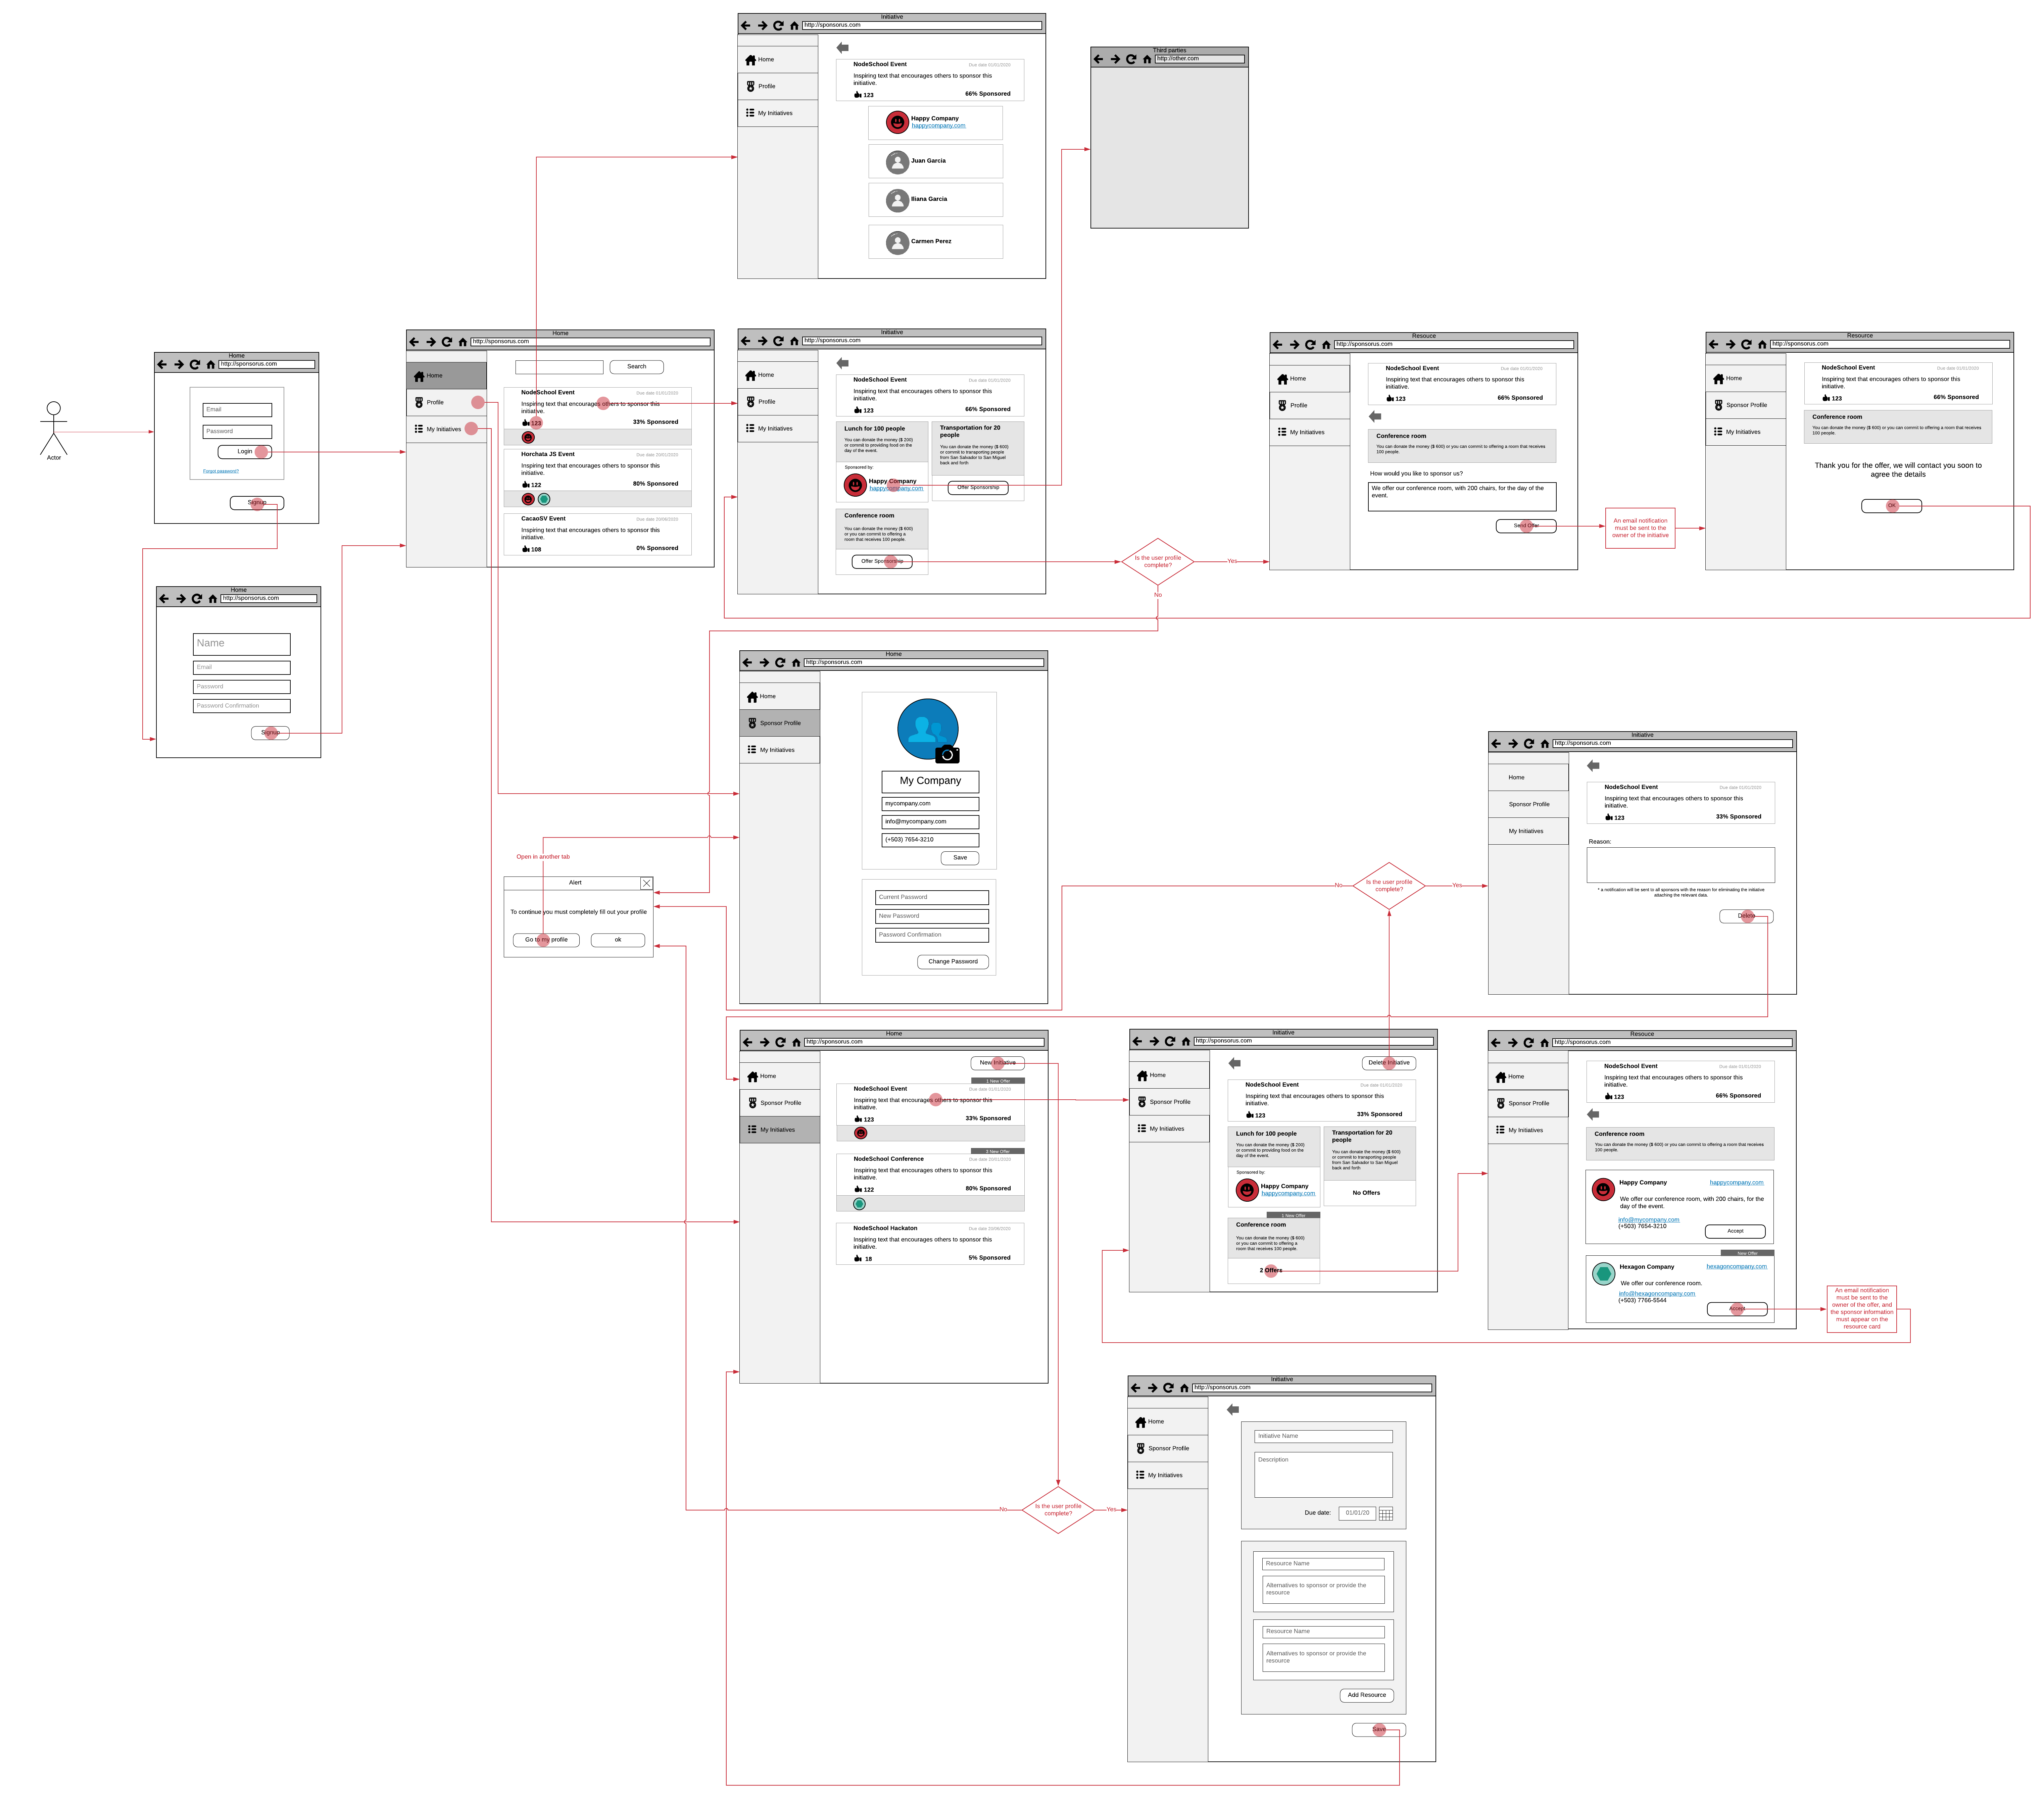 Initiative
http://sponsorus.com
Home
Profile
My Initiatives
NodeSchool Event
Due date 01/01/2020
Inspiring text that encourages others to sponsor this
initiative.
123
66% Sponsored
Happy Company
happycompany.com
Juan Garcia
Iliana Garcia
Carmen Perez
Third parties
http://other.com
Actor
Home
http://sponsorus.com
Email
Password
Login
Forgot password?
Signup
Home
http://sponsorus.com
Name
Email
Password
Password Confirmation
Signup
Home
http://sponsorus.com
Home
Profile
My Initiatives
Search
NodeSchool Event
Due date 01/01/2020
Inspiring text that encourages others to sponsor this
initiative.
123
33% Sponsored
Horchata JS Event
Due date 20/01/2020
Inspiring text that encourages others to sponsor this
initiative.
122
80% Sponsored
CacaoSV Event
Due date 20/06/2020
Inspiring text that encourages others to sponsor this
initiative.
108
0% Sponsored
Initiative
http://sponsorus.com
Home
Profile
My Initiatives
NodeSchool Event
Due date 01/01/2020
Inspiring text that encourages others to sponsor this
initiative.
123
66% Sponsored
Lunch for 100 people
You can donate the money ($ 200)
or commit to providing food on the
day of the event.
Sponsored by:
Happy Company
happycompany.com
Transportation for 20
people
You can donate the money ($ 600)
or commit to transporting people
from San Salvador to San Miguel
back and forth
Offer Sponsorship
Conference room
You can donate the money ($ 600)
or you can commit to offering a
room that receives 100 people.
Offer Sponsorship
Is the user profile
complete?
Yes
No
Resouce
http://sponsorus.com
Home
Profile
My Initiatives
NodeSchool Event
Due date 01/01/2020
Inspiring text that encourages others to sponsor this
initiative.
123
66% Sponsored
Conference room
You can donate the money ($ 600) or you can commit to offering a room that receives
100 people.
How would you like to sponsor us?
We offer our conference room, with 200 chairs, for the day of the
event.
Send Offer
An email notification
must be sent to the
owner of the initiative
Resource
http://sponsorus.com
Home
Sponsor Profile
My Initiatives
NodeSchool Event
Due date 01/01/2020
Inspiring text that encourages others to sponsor this
initiative.
123
66% Sponsored
Conference room
You can donate the money ($ 600) or you can commit to offering a room that receives
100 people.
Thank you for the offer, we will contact you soon to
agree the details
OK
Home
http://sponsorus.com
Home
Sponsor Profile
My Initiatives
My Company
mycompany.com
info@mycompany.com
(+503) 7654-3210
Save
Current Password
New Password
Password Confirmation
Change Password
Open in another tab
Alert
To continue you must completely fill out your profile
Go to my profile
ok
No
Is the user profile
complete?
Yes
Initiative
http://sponsorus.com
Home
Sponsor Profile
My Initiatives
NodeSchool Event
Due date 01/01/2020
Inspiring text that encourages others to sponsor this
initiative.
123
33% Sponsored
Reason:
* a notification will be sent to all sponsors with the reason for eliminating the initiative
attaching the relevant data.
Delete
Home
http://sponsorus.com
Home
Sponsor Profile
My Initiatives
New Initiative
1 New Offer
NodeSchool Event
Due date 01/01/2020
Inspiring text that encourages others to sponsor this
initiative.
123
33% Sponsored
2 New Offer
NodeSchool Conference
Due date 20/01/2020
Inspiring text that encourages others to sponsor this
initiative.
122
80% Sponsored
NodeSchool Hackaton
Due date 20/06/2020
Inspiring text that encourages others to sponsor this
initiative.
18
5% Sponsored
Initiative
http://sponsorus.com
Home
Sponsor Profile
My Initiatives
Delete Initiative
NodeSchool Event
Due date 01/01/2020
Inspiring text that encourages others to sponsor this
initiative.
123
33% Sponsored
Lunch for 100 people
You can donate the money ($ 200)
or commit to providing food on the
day of the event.
Sponsored by:
Happy Company
happycompany.com
Transportation for 20
people
You can donate the money ($ 600)
or commit to transporting people
from San Salvador to San Miguel
back and forth
No Offers
1 New Offer
Conference room
You can donate the money ($ 600)
or you can commit to offering a
room that receives 100 people.
2 Offers
Resouce
http://sponsorus.com
Home
Sponsor Profile
My Initiatives
NodeSchool Event
Due date 01/01/2020
Inspiring text that encourages others to sponsor this
initiative.
123
66% Sponsored
Conference room
You can donate the money ($ 600) or you can commit to offering a room that receives
100 people.
Happy Company
happycompany.com
We offer our conference room, with 200 chairs, for the
day of the event.
info@mycompany.com
(+503) 7654-3210
Accept
New Offer
Hexagon Company
hexagoncompany.com
We offer our conference room.
info@hexagoncompany.com
(+503) 7766-5544
Accept
An email notification
must be sent to the
owner of the offer, and
the sponsor information
must appear on the
resource card
No
Is the user profile
complete?
Yes
Initiative
http://sponsorus.com
Home
Sponsor Profile
My Initiatives
Initiative Name
Description
Due date:
01/01/20
Resource Name
Alternatives to sponsor or provide the
resource
Resource Name
Alternatives to sponsor or provide the
resource
Add Resource
Save